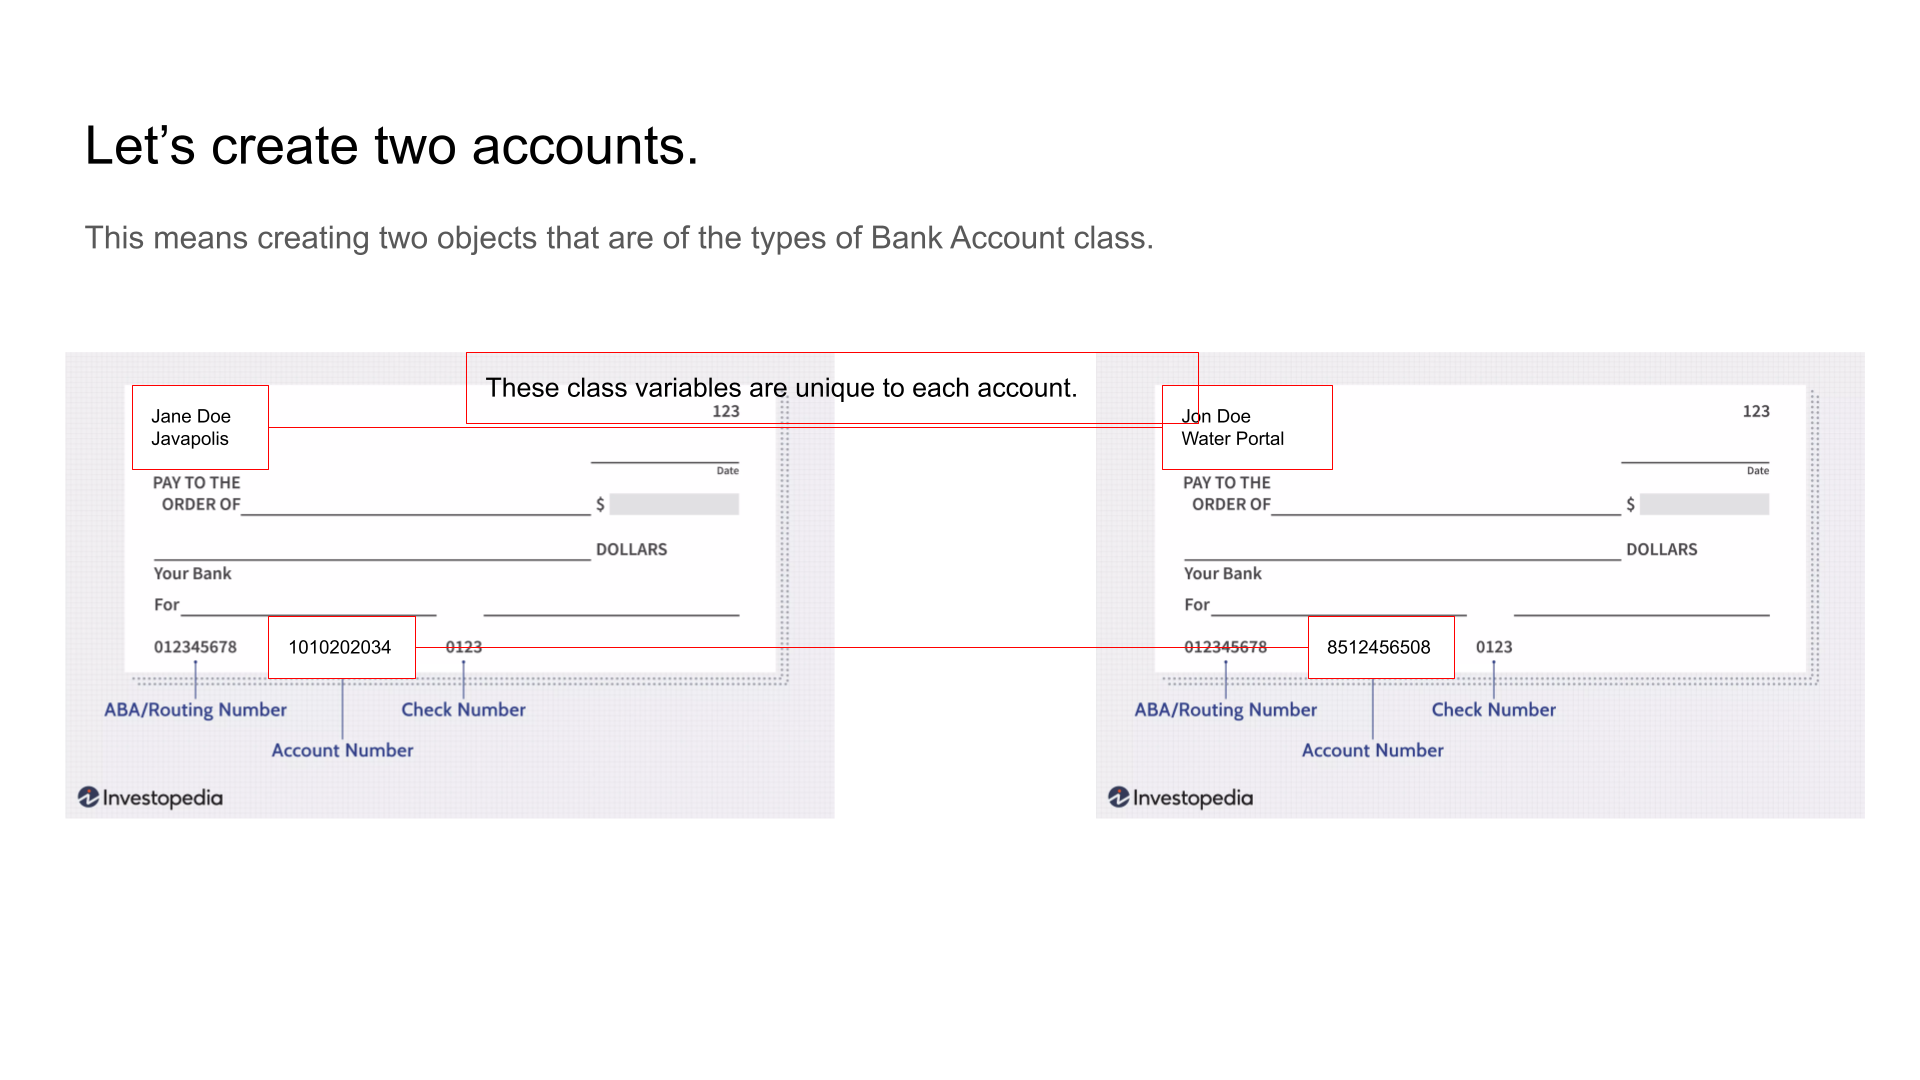 Let’s create two accounts.
This means creating two objects that are of the types of Bank Account class.
These class variables are unique to each account.
Jane Doe
Javapolis
123
Date
PAY TO THE
ORDER OF
$
DOLLARS
Your Bank
For
012345678
1010202034
0123
ABA/Routing Number
Check Number
Account Number
Investopedia
Jon Doe
Water Portal
123
Date
PAY TO THE
ORDER OF
$
DOLLARS
Your Bank
For
012345678
8512456508
0123
ABA/Routing Number
Check Number
Account Number
Investopedia